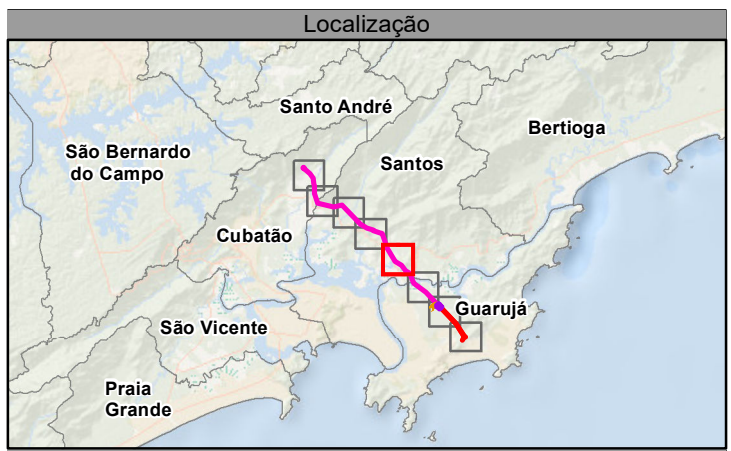 Localização
Santo André
Bertioga
São Bernardo
do Campo
Santos
Cubatão
Guarujá
São Vicente
Praia
Grande